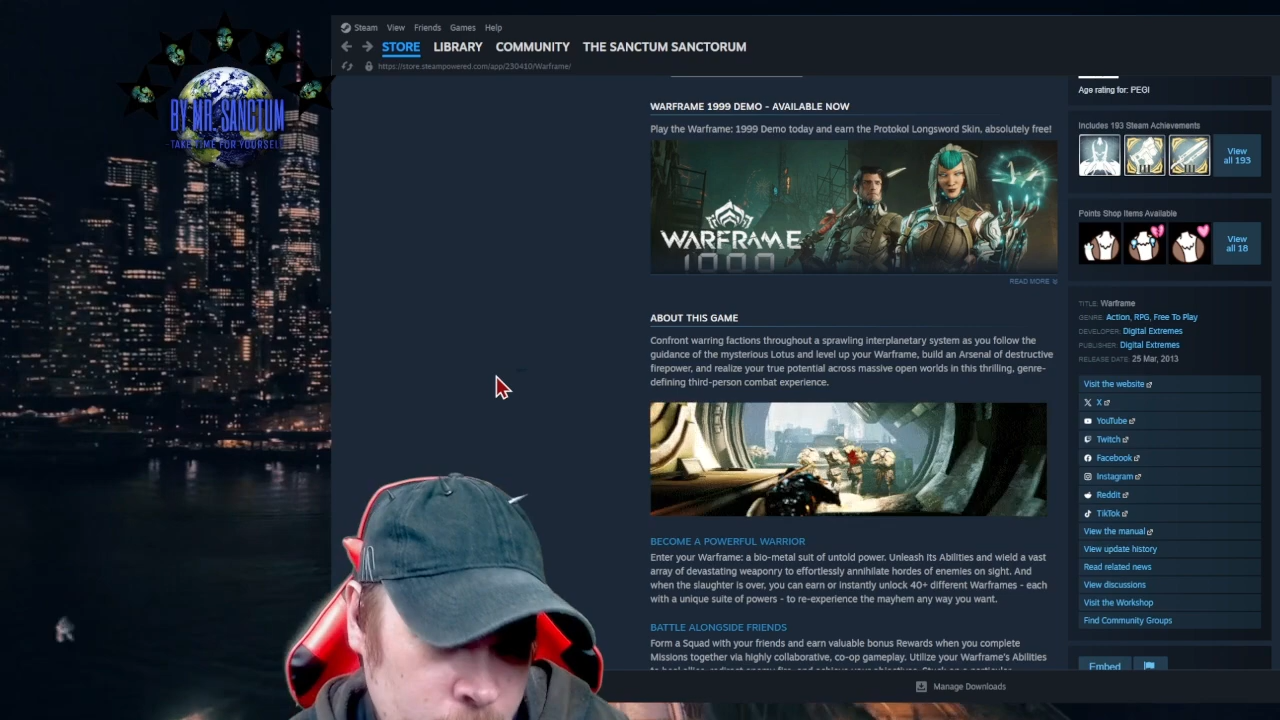 BY MR. SANCTUM
- TAKE TIME FOR YOURSELF
Steam View Friends Games Help
STORE LIBRARY COMMUNITY THE SANCTUM SANCTORUM
https://store.steampowered.com/app/230410/Warframe/
WARFRAME 1999 DEMO - AVAILABLE NOW
Play the Warframe: 1999 Demo today and earn the Protokol Longsword Skin, absolutely free!
WARFRAME
1999
READ MORE
ABOUT THIS GAME
Confront warring factions throughout a sprawling interplanetary system as you follow the
guidance of the mysterious Lotus and level up your Warframe, build an Arsenal of destructive
firepower, and realize your true potential across massive open worlds in this thrilling, genre-
defining third-person combat experience.
BECOME A POWERFUL WARRIOR
Enter your Warframe: a bio-metal suit of untold power. Unleash its Abilities and wield a vast
array of devastating weaponry to effortlessly annihilate hordes of enemies on sight. And
when the slaughter is over, you can earn or instantly unlock 40+ different Warframes - each
with a unique suite of powers - to re-experience the mayhem any way you want.
BATTLE ALONGSIDE FRIENDS
Form a Squad with your friends and earn valuable bonus Rewards when you complete
Missions together via highly collaborative, co-op gameplay. Utilize your Warframe's Abilities
Age rating for: PEGI
Includes 193 Steam Achievements
View
all 193
Points Shop Items Available
View
all 18
TITLE: Warframe
GENRE: Action, RPG, Free To Play
DEVELOPER: Digital Extremes
PUBLISHER: Digital Extremes
RELEASE DATE: 25 Mar, 2013
Visit the website
X
YouTube
Twitch
Facebook
Instagram
Reddit
TikTok
View the manual
View update history
Read related news
View discussions
Visit the Workshop
Find Community Groups
Embed
Manage Downloads